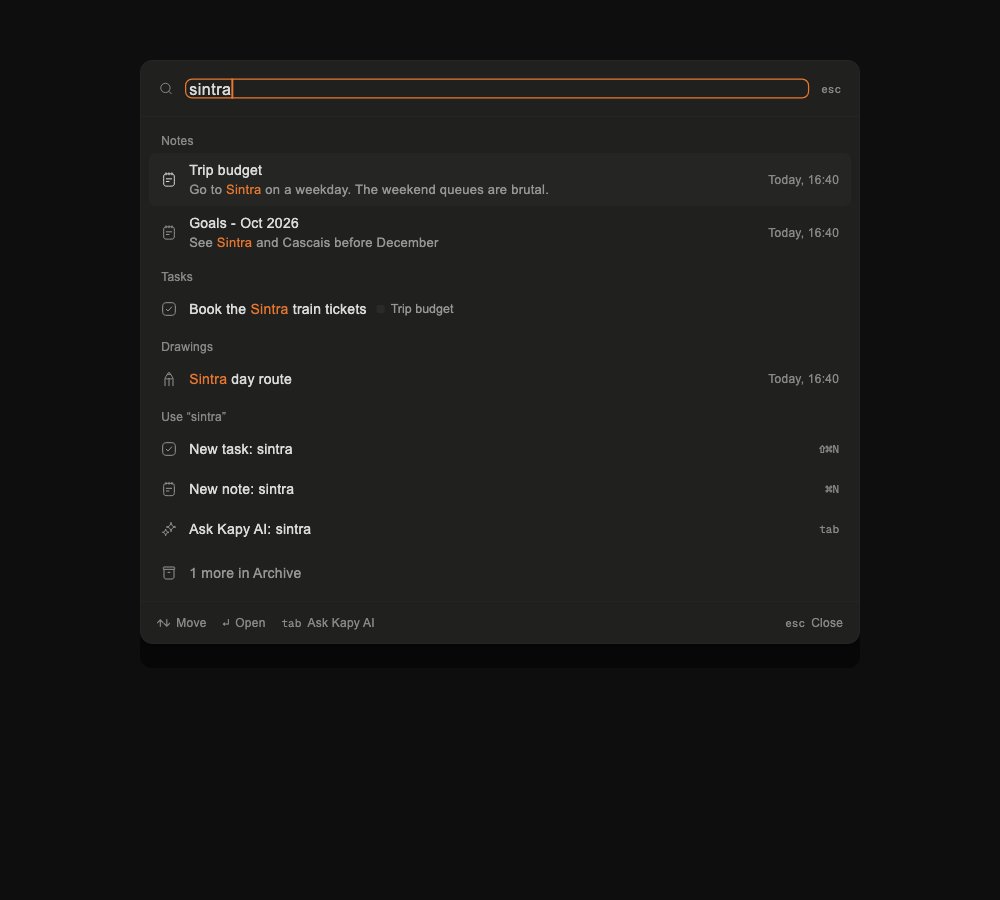 sintra
esc
Notes
Trip budget
Today, 16:40
Go to Sintra on a weekday. The weekend queues are brutal.
Goals - Oct 2026
Today, 16:40
See Sintra and Cascais before December
Tasks
Book the Sintra train tickets Trip budget
Drawings
Sintra day route Today, 16:40
Use “sintra”
New task: sintra ⇧⌘N
New note: sintra ⌘N
Ask Kapy AI: sintra tab
1 more in Archive
↑↓ Move ↵ Open tab Ask Kapy AI esc Close